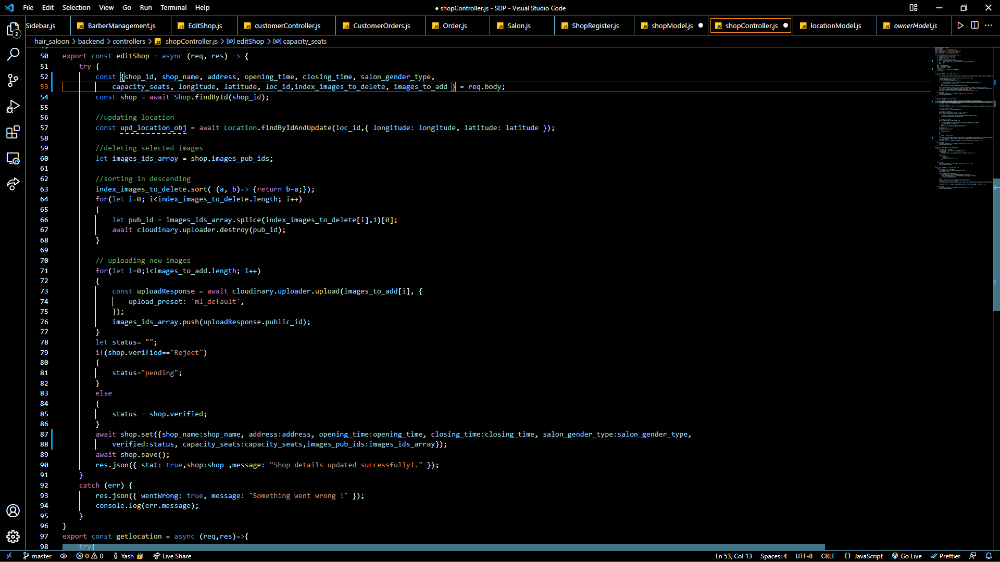 File Edit Selection View Go Run Terminal Help
● shopController.js - SDP - Visual Studio Code
Sidebar.js BarberManagement.js EditShop.js customerController.js CustomerOrders.js Order.js Salon.js ShopRegister.js shopModel.js shopController.js locationModel.js ownerModel.js
hair_saloon > backend > controllers > JS shopController.js > editShop > capacity_seats
50 export const editShop = async (req, res) => {
51 try {
52 const {shop_id, shop_name, address, opening_time, closing_time, salon_gender_type,
53 capacity_seats, longitude, latitude, loc_id,index_images_to_delete, images_to_add } = req.body;
54 const shop = await Shop.findById(shop_id);
55
56 //updating location
57 const upd_location_obj = await Location.findByIdAndUpdate(loc_id,{ longitude: longitude, latitude: latitude });
58
59 //deleting selected images
60 let images_ids_array = shop.images_pub_ids;
61
62 //sorting in descending
63 index_images_to_delete.sort( (a, b)=> {return b-a;});
64 for(let i=0; i<index_images_to_delete.length; i++)
65 {
66 let pub_id = images_ids_array.splice(index_images_to_delete[i],1)[0];
67 await cloudinary.uploader.destroy(pub_id);
68 }
69
70 // uploading new images
71 for(let i=0;i<images_to_add.length; i++)
72 {
73 const uploadResponse = await cloudinary.uploader.upload(images_to_add[i], {
74 upload_preset: 'ml_default',
75 });
76 images_ids_array.push(uploadResponse.public_id);
77 }
78 let status= "";
79 if(shop.verified=="Reject")
80 {
81 status="pending";
82 }
83 else
84 {
85 status = shop.verified;
86 }
87 await shop.set({shop_name:shop_name, address:address, opening_time:opening_time, closing_time:closing_time, salon_gender_type:salon_gender_type,
88 verified:status, capacity_seats:capacity_seats,images_pub_ids:images_ids_array});
89 await shop.save();
90 res.json({ stat: true,shop:shop ,message: "Shop details updated successfully!." });
91 }
92 catch (err) {
93 res.json({ wentWrong: true, message: "Something went wrong !" });
94 console.log(err.message);
95 }
96 }
97 export const getlocation = async (req,res)=>{
98 try{
master 0 0 Yash Live Share Ln 53, Col 13 Spaces: 4 UTF-8 CRLF {} JavaScript Go Live Prettier